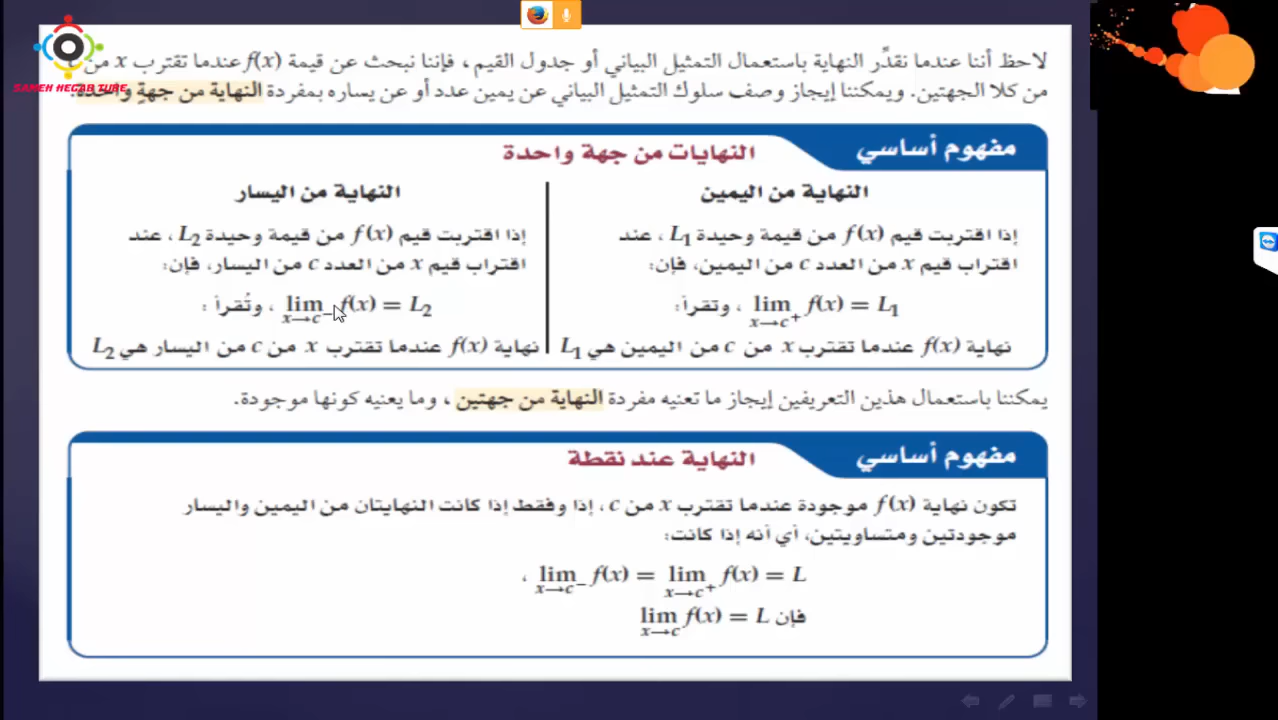 لاحظ أننا عندما نقدِّر النهاية باستعمال التمثيل البياني أو جدول القيم، فإننا نبحث عن قيمة f(x) عندما تقترب x من
من كلا الجهتين. ويمكننا إيجاز وصف سلوك التمثيل البياني عن يمين عدد أو عن يساره بمفردة النهاية من جهةٍ واحدة.
SAMEH HEGAB TUBE
مفهوم أساسي
النهايات من جهة واحدة
النهاية من اليمين
إذا اقتربت قيم f(x) من قيمة وحيدة L₁، عند
اقتراب قيم x من العدد c من اليمين، فإن:
lim x→c⁺ f(x) = L₁ ، وتقرأ:
نهاية f(x) عندما تقترب x من c من اليمين هي L₁
النهاية من اليسار
إذا اقتربت قيم f(x) من قيمة وحيدة L₂، عند
اقتراب قيم x من العدد c من اليسار، فإن:
lim x→c⁻ f(x) = L₂ ، وتُقرأ :
نهاية f(x) عندما تقترب x من c من اليسار هي L₂
يمكننا باستعمال هذين التعريفين إيجاز ما تعنيه مفردة النهاية من جهتين ، وما يعنيه كونها موجودة.
مفهوم أساسي
النهاية عند نقطة
تكون نهاية f(x) موجودة عندما تقترب x من c ، إذا وفقط إذا كانت النهايتان من اليمين واليسار
موجودتين ومتساويتين، أي أنه إذا كانت:
lim x→c⁻ f(x) = lim x→c⁺ f(x) = L ،
فإن lim x→c f(x) = L